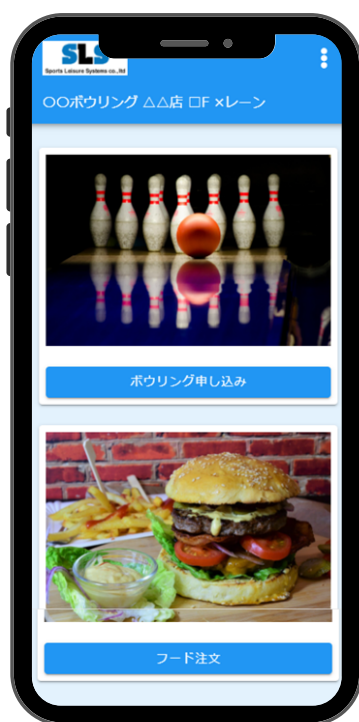 SLS
Sports Leisure Systems co.,ltd
〇〇ボウリング △△店 □F ×レーン
ボウリング申し込み
フード注文